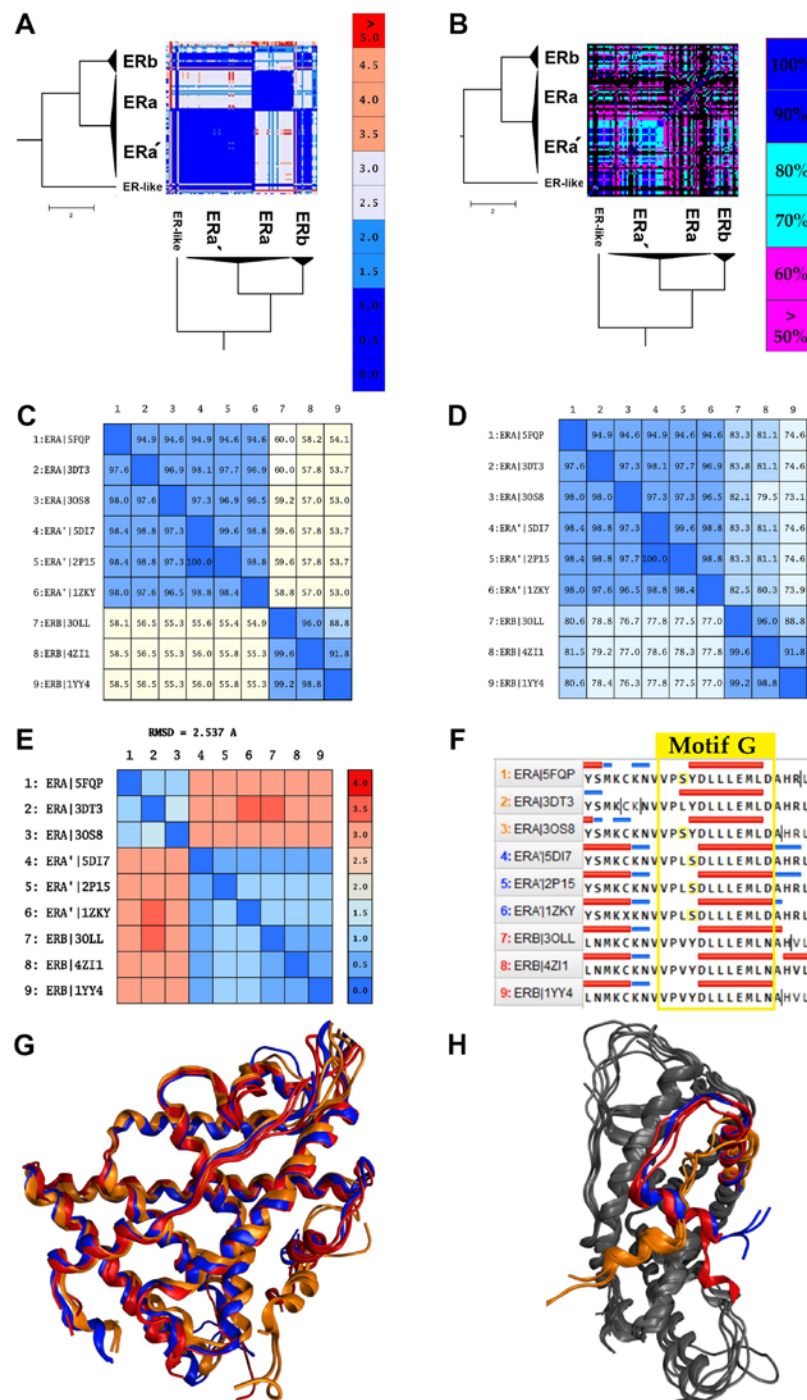 A
B
ERb
ERa
ERa´
ER-like
2
ER-like
ERa´
ERa
ERb
>
5.0
4.5
4.0
3.5
3.0
2.5
2.0
1.5
1.0
0.5
0.0
ERb
ERa
ERa´
ER-like
2
ER-like
ERa´
ERa
ERb
100%
90%
80%
70%
60%
>
50%
C
1 2 3 4 5 6 7 8 9
1:ERA|5FQP 94.9 94.6 94.9 94.6 94.6 60.0 58.2 54.1
2:ERA|3DT3 97.6 96.9 98.1 97.7 96.9 60.0 57.8 53.7
3:ERA|3OS8 98.0 97.6 97.3 96.9 96.5 59.2 57.0 53.0
4:ERA'|5DI7 98.4 98.8 97.3 99.6 98.8 59.6 57.8 53.7
5:ERA'|2P15 98.4 98.8 97.3 100.0 98.8 59.6 57.8 53.7
6:ERA'|1ZKY 98.0 97.6 96.5 98.8 98.4 58.8 57.0 53.0
7:ERB|3OLL 58.1 56.5 55.3 55.6 55.4 54.9 96.0 88.8
8:ERB|4ZI1 58.5 56.5 55.3 56.0 55.8 55.3 99.6 91.8
9:ERB|1YY4 58.5 56.5 55.3 56.0 55.8 55.3 99.2 98.8
D
1 2 3 4 5 6 7 8 9
1:ERA|5FQP 94.9 94.6 94.9 94.6 94.6 83.3 81.1 74.6
2:ERA|3DT3 97.6 97.3 98.1 97.7 96.9 83.8 81.1 74.6
3:ERA|3OS8 98.0 98.0 97.3 97.3 96.5 82.1 79.5 73.1
4:ERA'|5DI7 98.4 98.8 97.3 99.6 98.8 83.3 81.1 74.6
5:ERA'|2P15 98.4 98.8 97.7 100.0 98.8 83.3 81.1 74.6
6:ERA'|1ZKY 98.0 97.6 96.5 98.8 98.4 82.5 80.3 73.9
7:ERB|3OLL 80.6 78.8 76.7 77.8 77.5 77.0 96.0 88.8
8:ERB|4ZI1 81.5 79.2 77.0 78.6 78.3 77.8 99.6 91.8
9:ERB|1YY4 80.6 78.4 76.3 77.8 77.5 77.0 99.2 98.8
E
RMSD = 2.537 A
1 2 3 4 5 6 7 8 9
1: ERA|5FQP
2: ERA|3DT3
3: ERA|3OS8
4: ERA'|5DI7
5: ERA'|2P15
6: ERA'|1ZKY
7: ERB|3OLL
8: ERB|4ZI1
9: ERB|1YY4
4.0
3.5
3.0
2.5
2.0
1.5
1.0
0.5
0.0
F
Motif G
1: ERA|5FQP YSMKCKNVVPSYDLLLEMLDAHRL
2: ERA|3DT3 YSMKCKNVVPLYDLLLEMLDAHRL
3: ERA|3OS8 YSMKCKNVVPSYDLLLEMLDAHRL
4: ERA'|5DI7 YSMKCKNVVPLSDLLLEMLDAHRL
5: ERA'|2P15 YSMKCKNVVPLSDLLLEMLDAHRL
6: ERA'|1ZKY YSMKXKNVVPLSDLLLEMLDAHRL
7: ERB|3OLL LNMKCKNVVPVYDLLLEMLNAHVL
8: ERB|4ZI1 LNMKCKNVVPVYDLLLEMLNAHVL
9: ERB|1YY4 LNMKCKNVVPVYDLLLEMLNAHVL
G
H